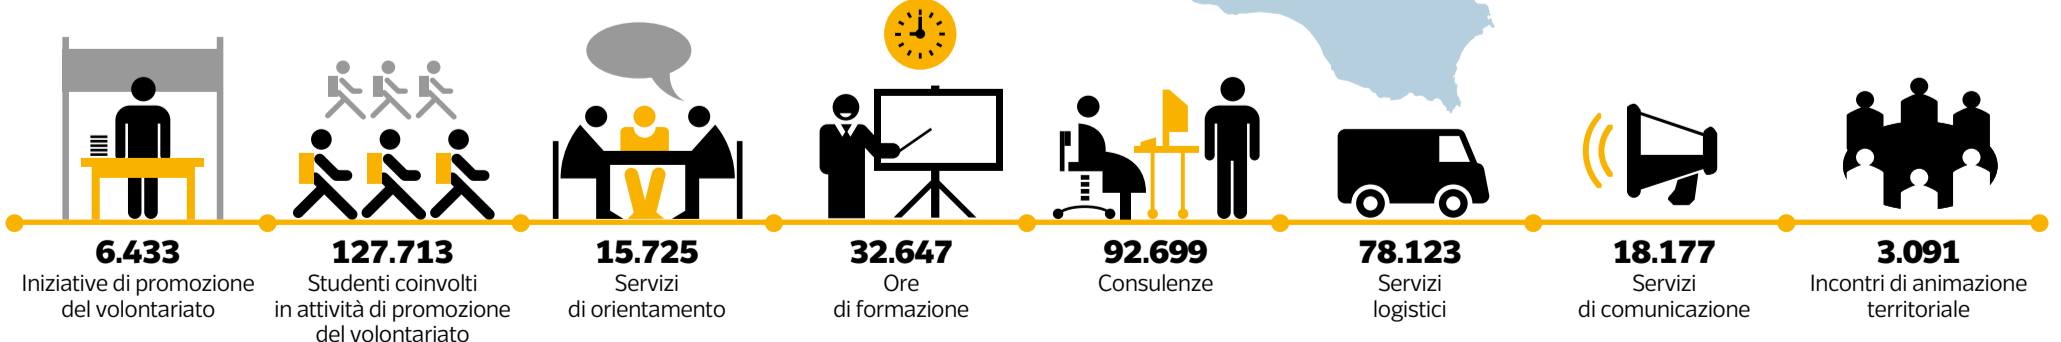 6.433
Iniziative di promozione
del volontariato
127.713
Studenti coinvolti
in attività di promozione
del volontariato
15.725
Servizi
di orientamento
32.647
Ore
di formazione
92.699
Consulenze
78.123
Servizi
logistici
18.177
Servizi
di comunicazione
3.091
Incontri di animazione
territoriale